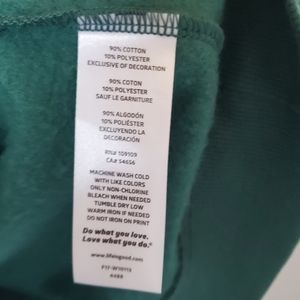 90% COTTON
10% POLYESTER
EXCLUSIVE OF DECORATION
90% COTON
10% POLYESTER
SAUF LE GARNITURE
90% ALGODÓN
10% POLIÉSTER
EXCLUYENDO LA
DECORACIÓN
RN# 109109
CA# 54656
MACHINE WASH COLD
WITH LIKE COLORS
ONLY NON-CHLORINE
BLEACH WHEN NEEDED
TUMBLE DRY LOW
WARM IRON IF NEEDED
DO NOT IRON ON PRINT
Do what you love.
Love what you do.®
www.lifeisgood.com